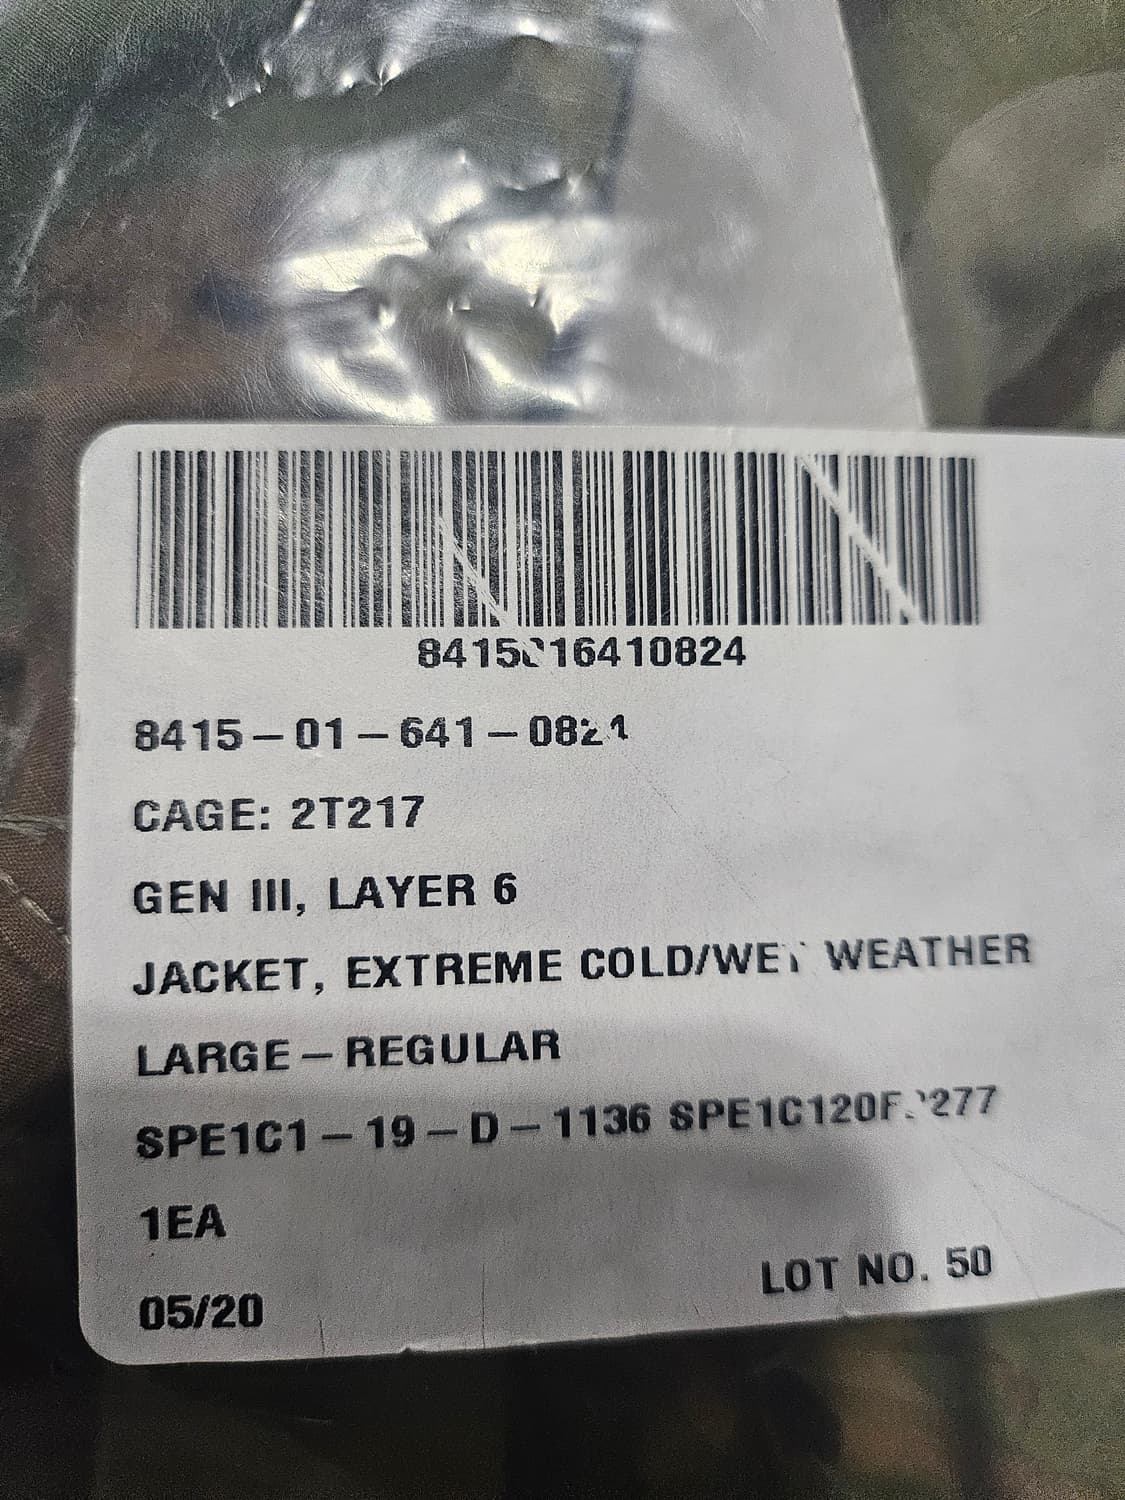 8415016410824
8415-01-641-0824
CAGE: 2T217
GEN III, LAYER 6
JACKET, EXTREME COLD/WET WEATHER
LARGE-REGULAR
SPE1C1-19-D-1136
1EA
LOT NO. 50
05/20